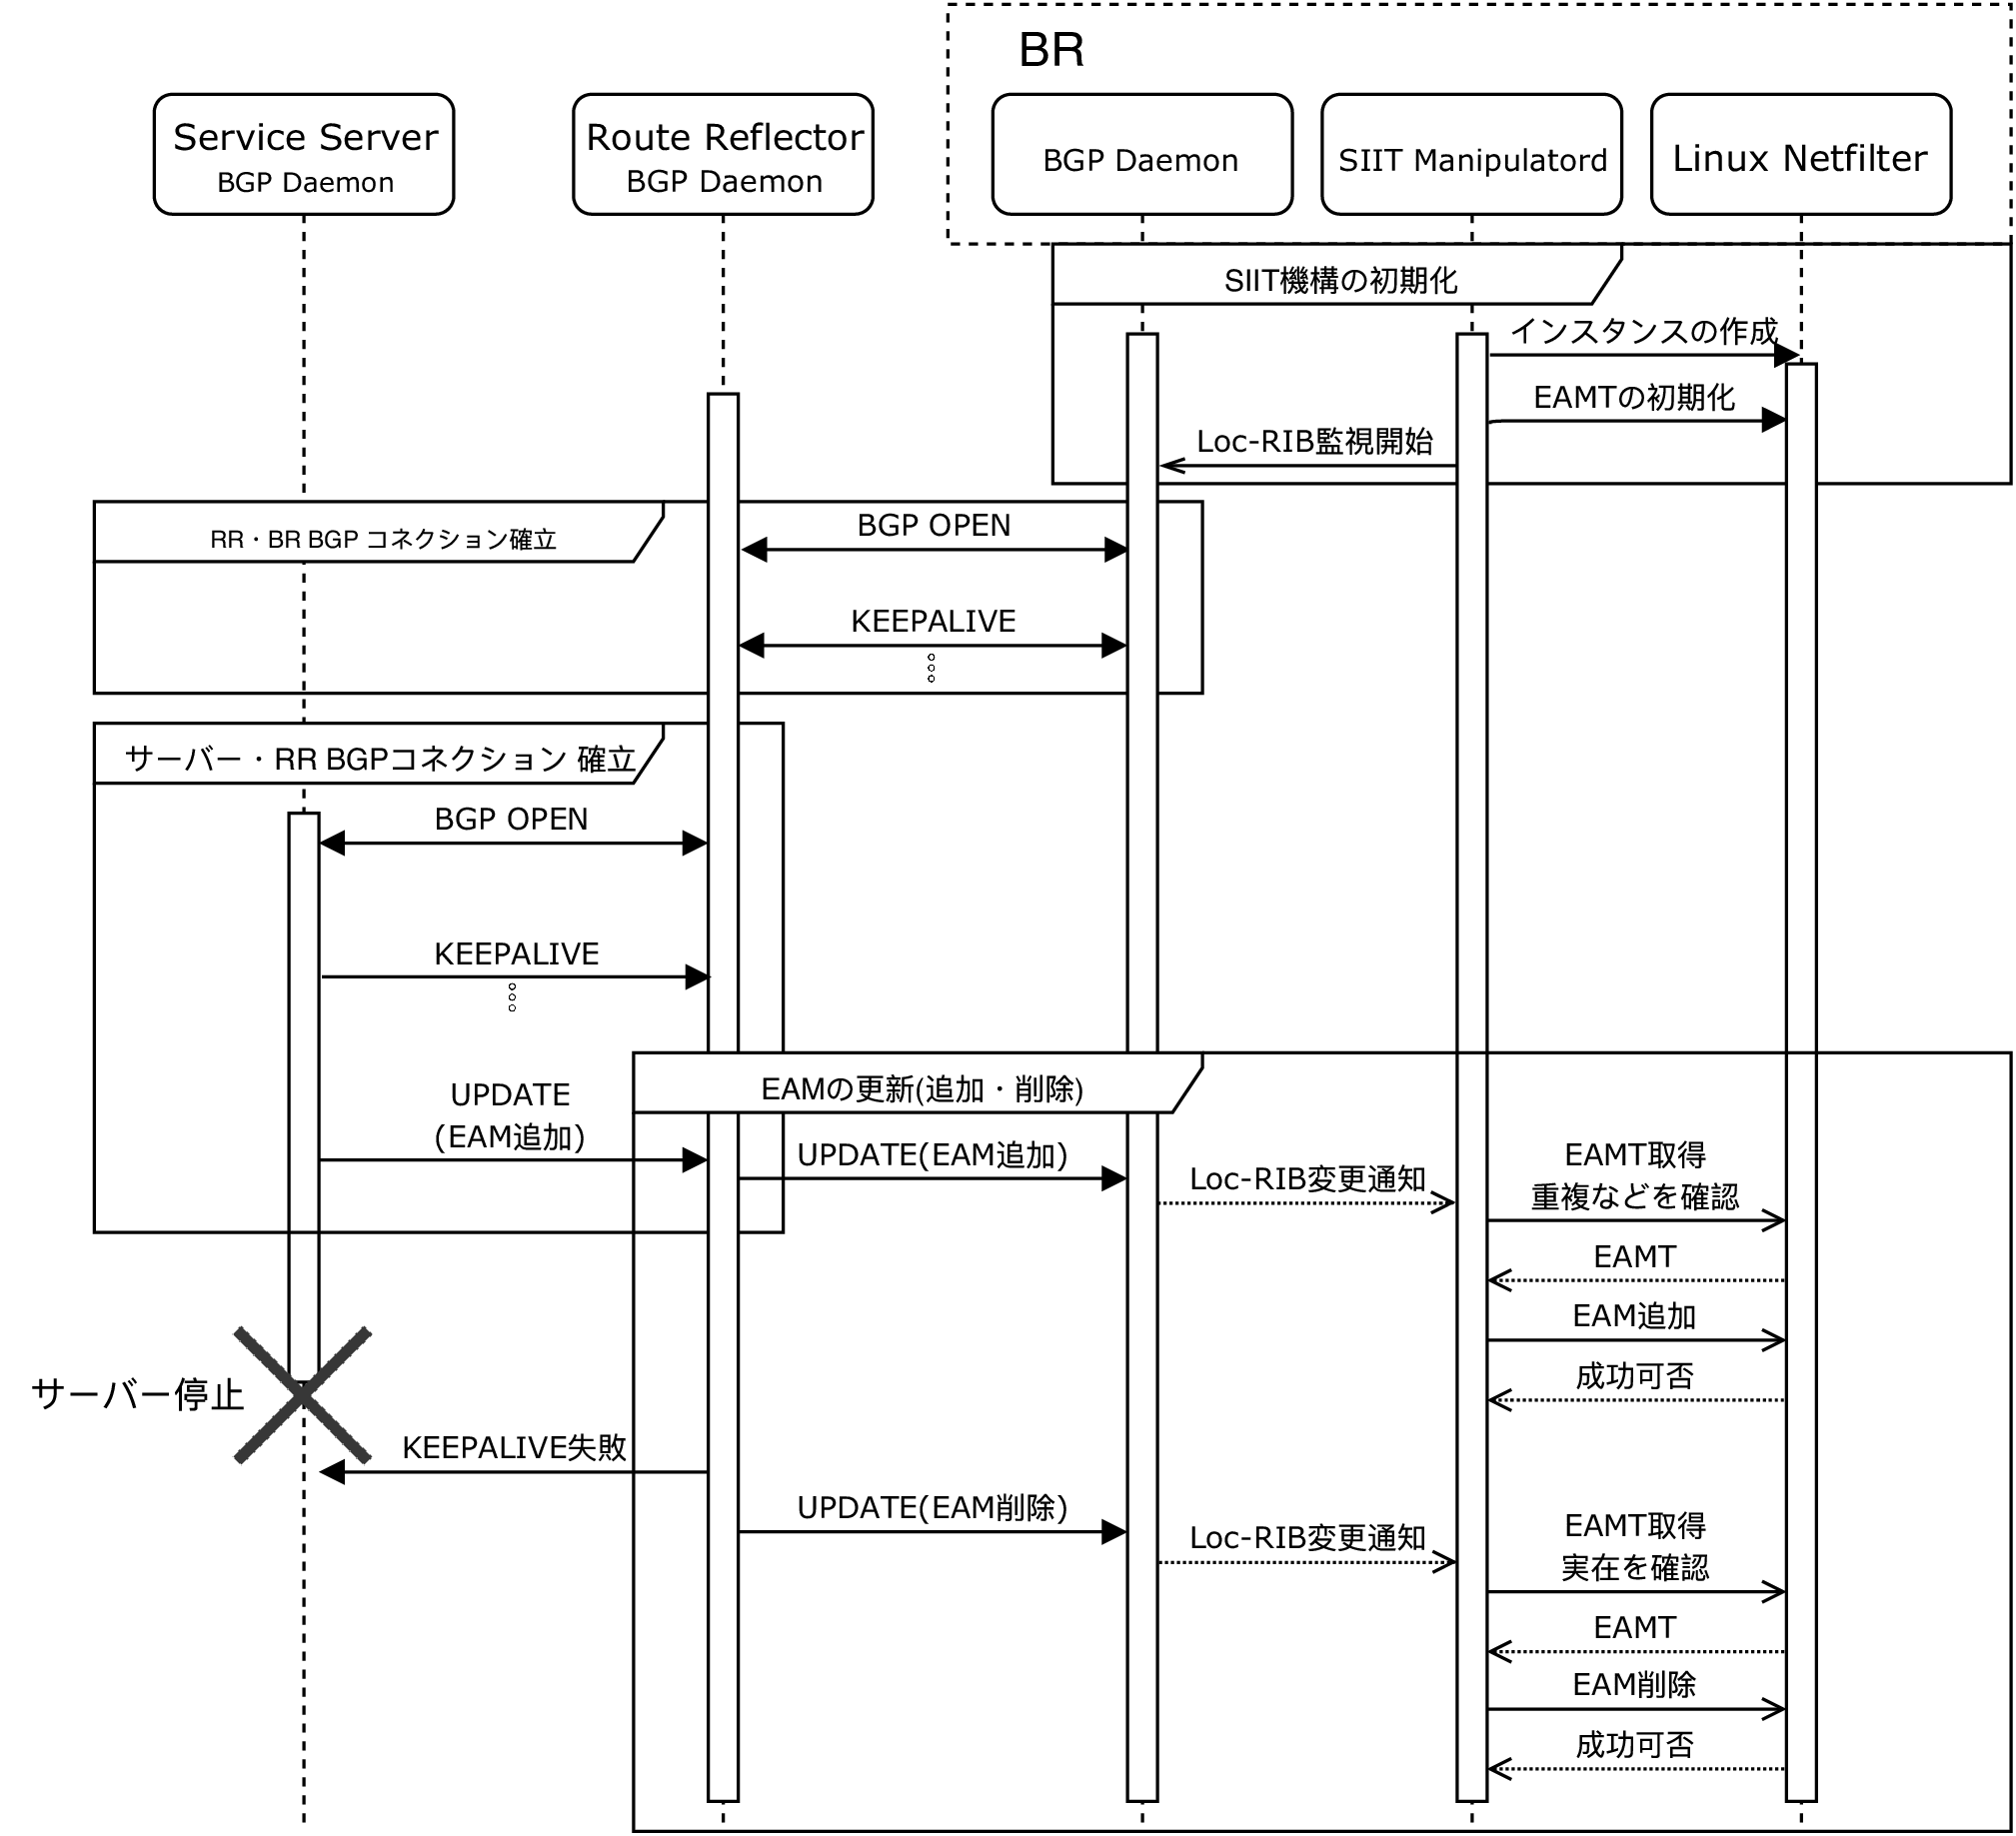 BR
Service Server
BGP Daemon
Route Reflector
BGP Daemon
BGP Daemon
SIIT Manipulatord
Linux Netfilter
SIIT機構の初期化
インスタンスの作成
EAMTの初期化
Loc-RIB監視開始
RR・BR BGP コネクション確立
BGP OPEN
KEEPALIVE
サーバー・RR BGPコネクション 確立
BGP OPEN
KEEPALIVE
EAMの更新(追加・削除)
UPDATE
(EAM追加)
UPDATE(EAM追加)
Loc-RIB変更通知
EAMT取得
重複などを確認
EAMT
EAM追加
成功可否
サーバー停止
KEEPALIVE失敗
UPDATE(EAM削除)
Loc-RIB変更通知
EAMT取得
実在を確認
EAMT
EAM削除
成功可否